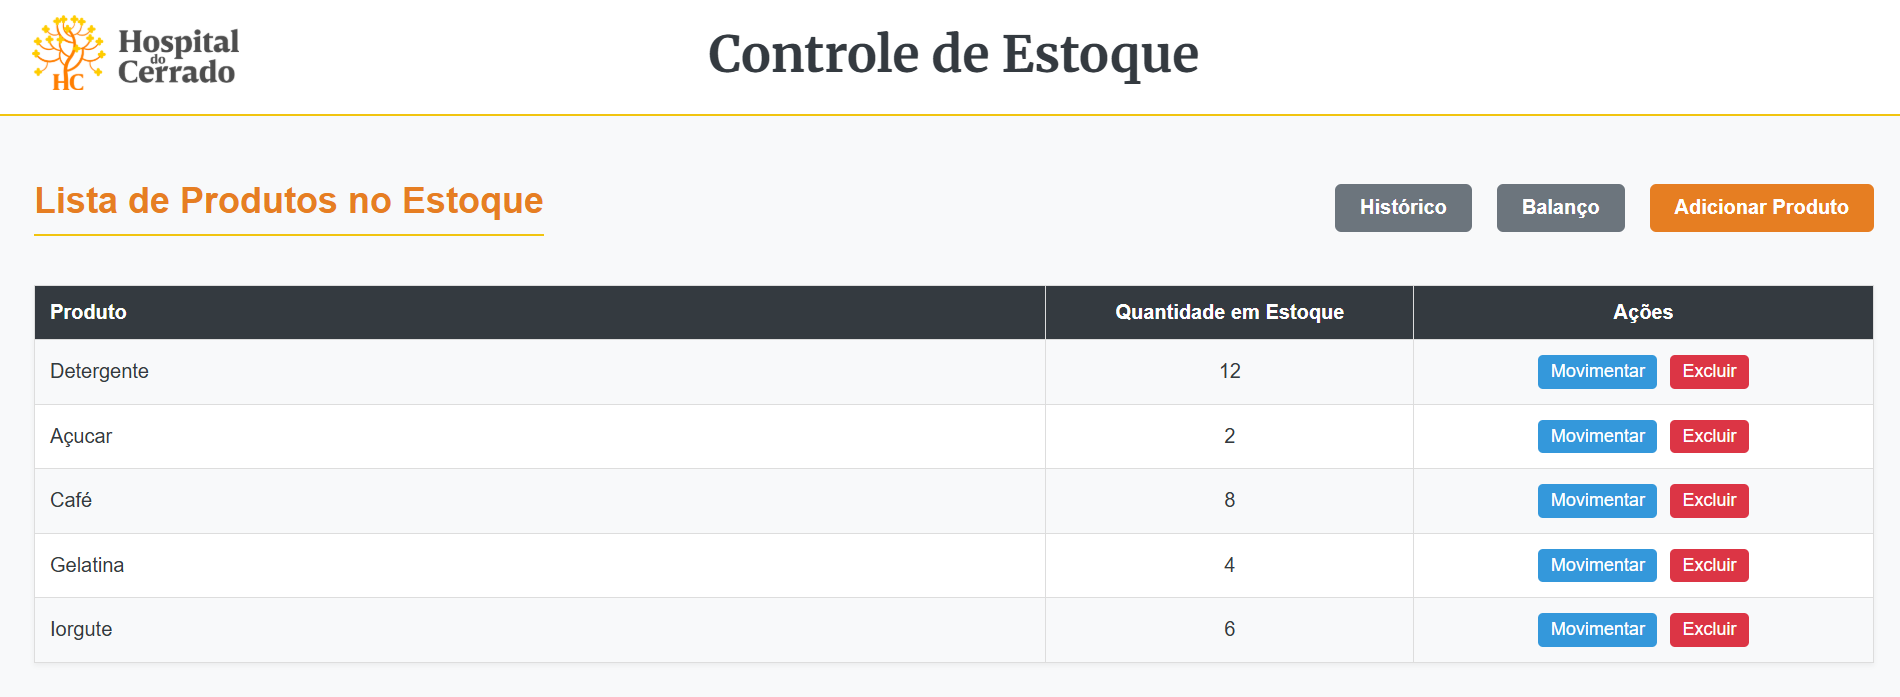 HC
Hospital
do
Cerrado
Controle de Estoque
Lista de Produtos no Estoque
Histórico Balanço Adicionar Produto
Produto Quantidade em Estoque Ações
Detergente 12 Movimentar Excluir
Açucar 2 Movimentar Excluir
Café 8 Movimentar Excluir
Gelatina 4 Movimentar Excluir
Iorgute 6 Movimentar Excluir